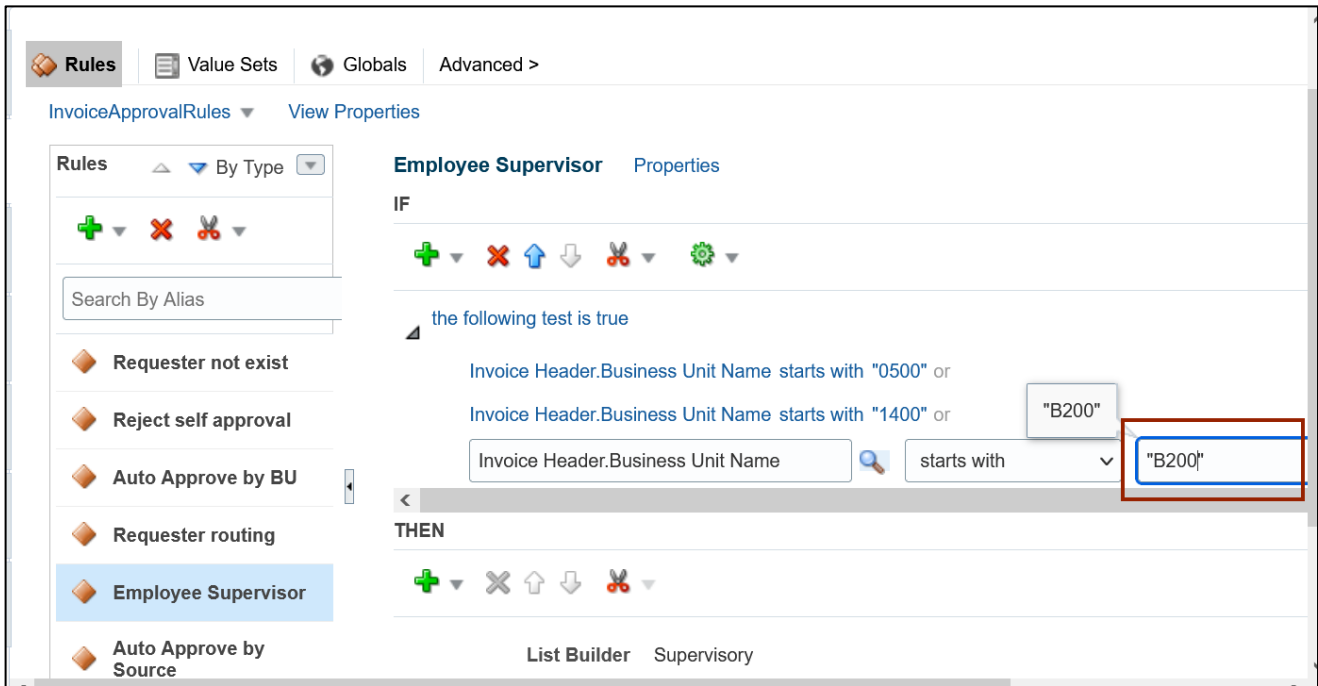 Rules Value Sets Globals Advanced >
InvoiceApprovalRules View Properties
Rules By Type
Search By Alias
Requester not exist
Reject self approval
Auto Approve by BU
Requester routing
Employee Supervisor
Auto Approve by
Source
Employee Supervisor Properties
IF
the following test is true
Invoice Header.Business Unit Name starts with "0500" or
Invoice Header.Business Unit Name starts with "1400" or
"B200"
Invoice Header.Business Unit Name starts with "B200"
THEN
List Builder Supervisory